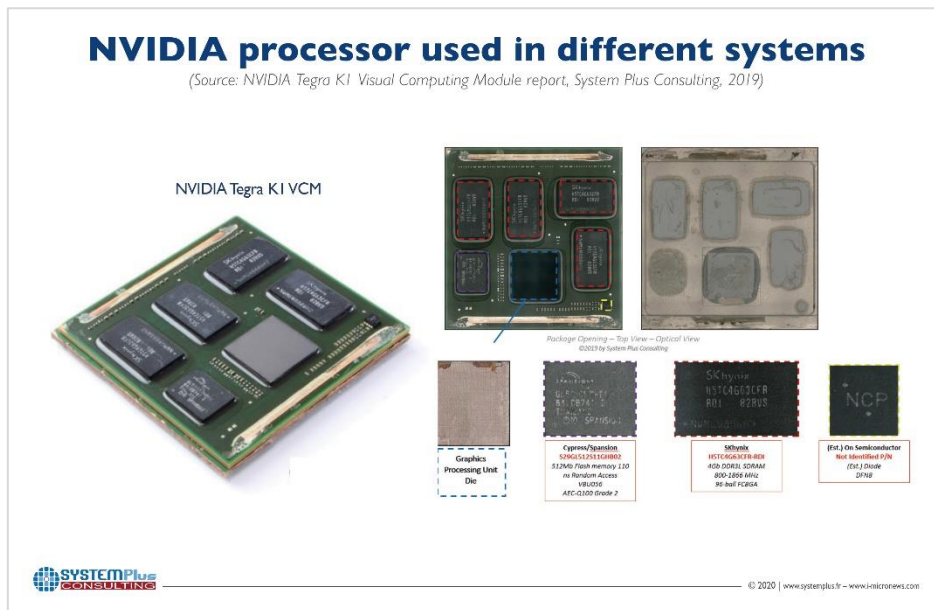 NVIDIA processor used in different systems
(Source: NVIDIA Tegra K1 Visual Computing Module report, System Plus Consulting, 2019)
NVIDIA Tegra K1 VCM
Package Opening – Top View – Optical View
©2019 by System Plus Consulting
SKhynix
H5TC4G63CFR
RDI 828VS
NCP
Graphics
Processing Unit
Die
Cypress/Spansion
S29GL512S11GHB02
512Mb Flash memory 110
ns Random Access
VBU056
AEC-Q100 Grade 2
SKhynix
H5TC4G63CFR-RDI
4Gb DDR3L SDRAM
800-1866 MHz
96-ball FCBGA
(Est.) On Semiconductor
Not Identified P/N
(Est.) Diode
DFN8
SYSTEMPlus
CONSULTING
© 2020 | www.systemplus.fr – www.i-micronews.com